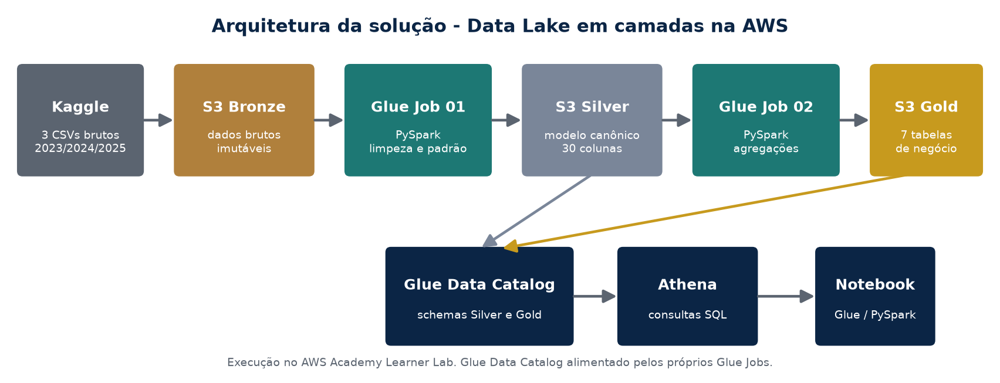 Arquitetura da solução - Data Lake em camadas na AWS
Kaggle
3 CSVs brutos
2023/2024/2025
S3 Bronze
dados brutos
imutáveis
Glue Job 01
PySpark
limpeza e padrão
S3 Silver
modelo canônico
30 colunas
Glue Job 02
PySpark
agregações
S3 Gold
7 tabelas
de negócio
Glue Data Catalog
schemas Silver e Gold
Athena
consultas SQL
Notebook
Glue / PySpark
Execução no AWS Academy Learner Lab. Glue Data Catalog alimentado pelos próprios Glue Jobs.